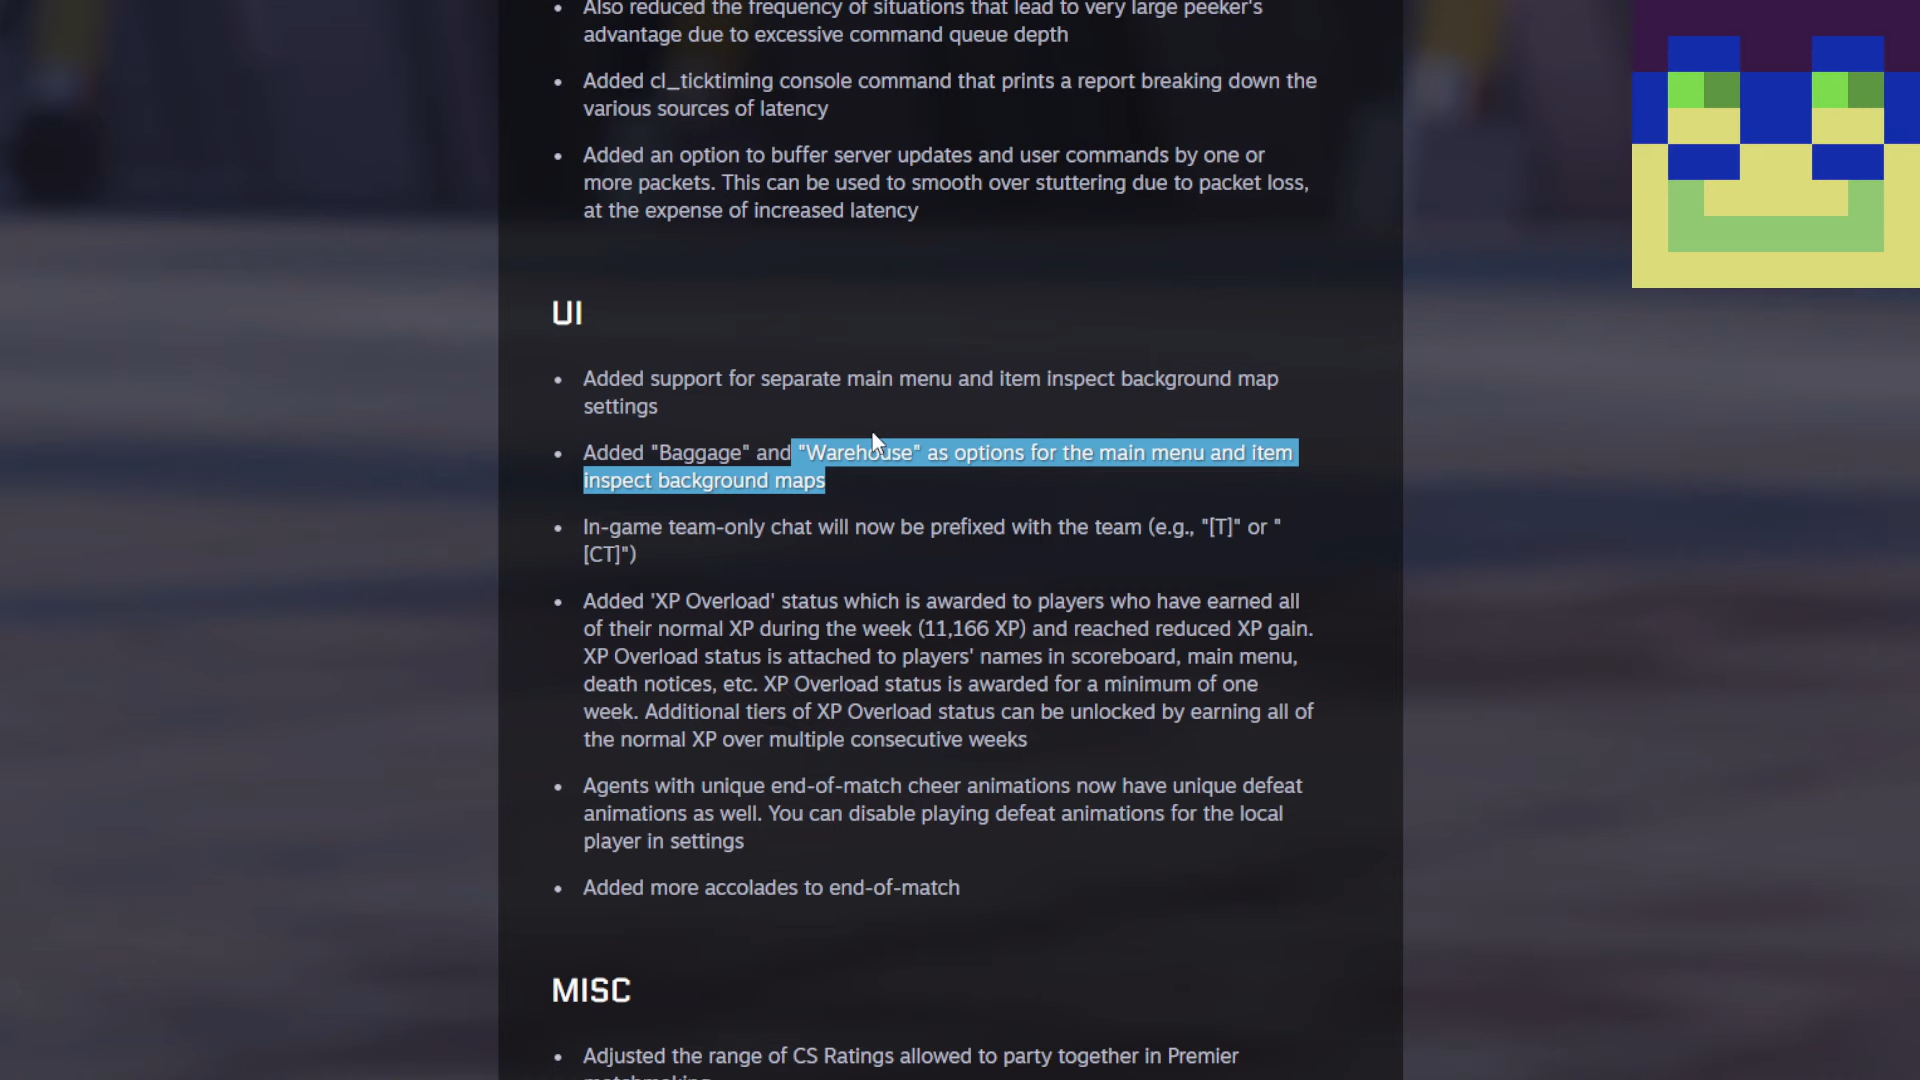 Also reduced the frequency of situations that lead to very large peeker's
advantage due to excessive command queue depth
Added cl_ticktiming console command that prints a report breaking down the
various sources of latency
Added an option to buffer server updates and user commands by one or
more packets. This can be used to smooth over stuttering due to packet loss,
at the expense of increased latency
UI
Added support for separate main menu and item inspect background map
settings
Added "Baggage" and "Warehouse" as options for the main menu and item
inspect background maps
In-game team-only chat will now be prefixed with the team (e.g., "[T]" or "
[CT]")
Added 'XP Overload' status which is awarded to players who have earned all
of their normal XP during the week (11,166 XP) and reached reduced XP gain.
XP Overload status is attached to players' names in scoreboard, main menu,
death notices, etc. XP Overload status is awarded for a minimum of one
week. Additional tiers of XP Overload status can be unlocked by earning all of
the normal XP over multiple consecutive weeks
Agents with unique end-of-match cheer animations now have unique defeat
animations as well. You can disable playing defeat animations for the local
player in settings
Added more accolades to end-of-match
MISC
Adjusted the range of CS Ratings allowed to party together in Premier